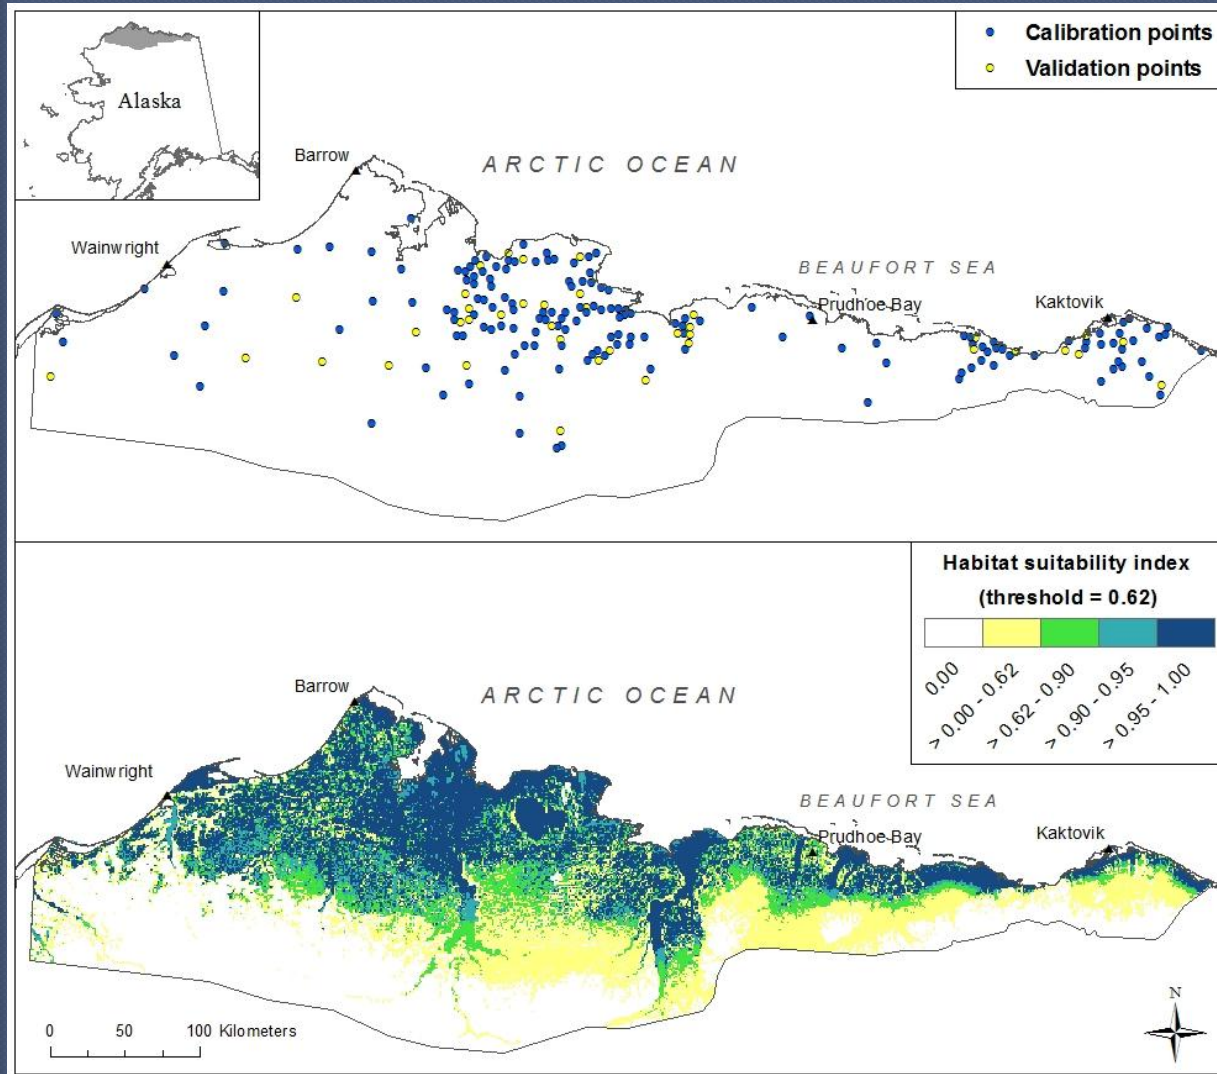 Calibration points
Validation points
Alaska
Barrow
ARCTIC OCEAN
Wainwright
BEAUFORT SEA
Prudhoe Bay
Kaktovik
Habitat suitability index
(threshold = 0.62)
0.00
> 0.00 - 0.62
> 0.62 - 0.90
> 0.90 - 0.95
> 0.95 - 1.00
Barrow
ARCTIC OCEAN
Wainwright
BEAUFORT SEA
Prudhoe Bay
Kaktovik
N
0 50 100 Kilometers